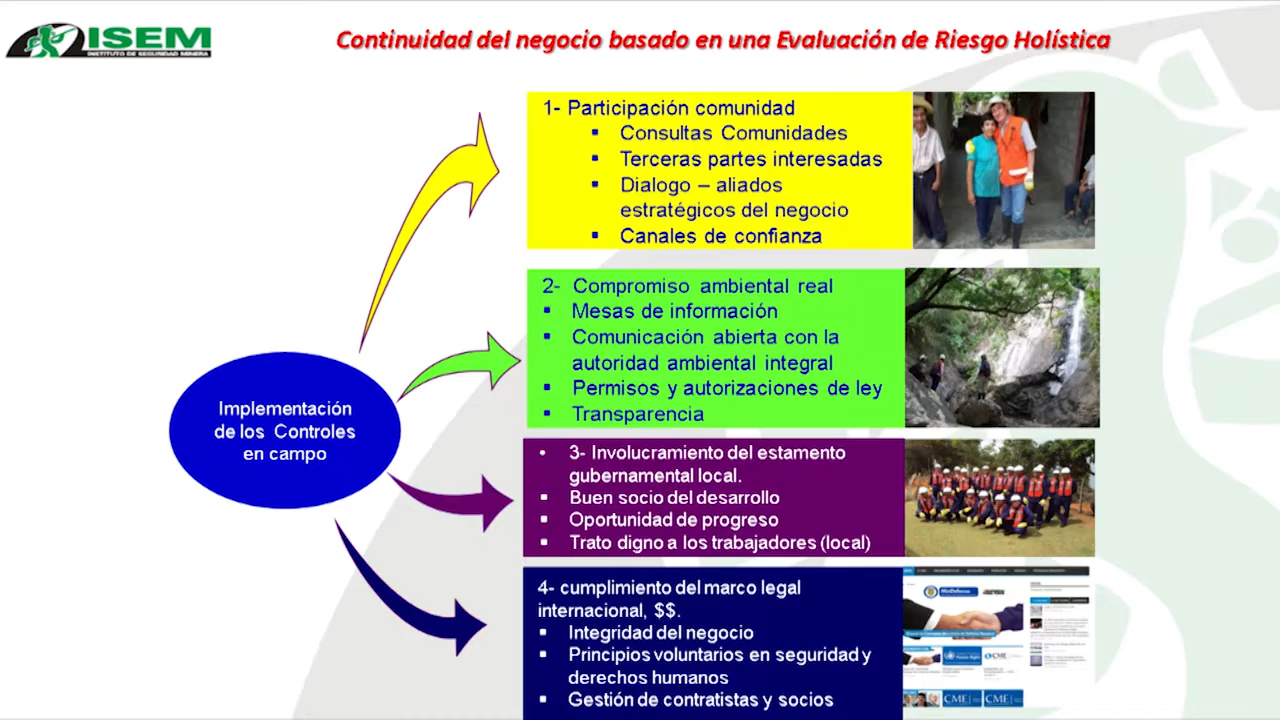 ISEM
INSTITUTO DE SEGURIDAD MINERA
Continuidad del negocio basado en una Evaluación de Riesgo Holística
1- Participación comunidad
▪ Consultas Comunidades
▪ Terceras partes interesadas
▪ Dialogo – aliados
estratégicos del negocio
▪ Canales de confianza
2- Compromiso ambiental real
▪ Mesas de información
▪ Comunicación abierta con la
autoridad ambiental integral
▪ Permisos y autorizaciones de ley
▪ Transparencia
Implementación
de los Controles
en campo
• 3- Involucramiento del estamento
gubernamental local.
▪ Buen socio del desarrollo
▪ Oportunidad de progreso
▪ Trato digno a los trabajadores (local)
4- cumplimiento del marco legal
internacional, $$.
▪ Integridad del negocio
▪ Principios voluntarios en seguridad y
derechos humanos
▪ Gestión de contratistas y socios
MinDefensa
CME
CME
CME